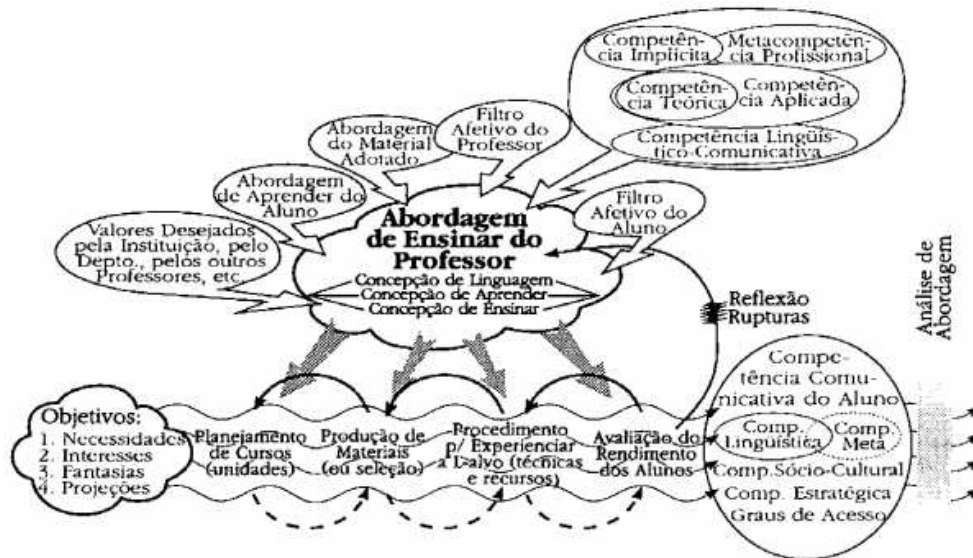 Competên-
cia Implícita
Metacompetên-
cia Profissional
Competên-
cia Teórica
Competência
Aplicada
Competência Lingüís-
tico-Comunicativa
Filtro
Afetivo do
Professor
Abordagem
do Material
Adotado
Abordagem
de Aprender do
Aluno
Valores Desejados
pela Instituição, pelo
Depto., pelos outros
Professores, etc.
Filtro
Afetivo do
Aluno
Abordagem
de Ensinar do
Professor
Concepção de Linguagem
Concepção de Aprender
Concepção de Ensinar
Reflexão
Rupturas
Análise de
Abordagem
Objetivos:
1. Necessidades
2. Interesses
3. Fantasias
4. Projeções
Planejamento
de Cursos
(unidades)
Produção de
Materiais
(ou seleção)
Procedimento
p/ Experienciar
a L-alvo (técnicas
e recursos)
Avaliação do
Rendimento
dos Alunos
Compe-
tência Comu-
nicativa do Aluno
Comp.
Lingüística
Comp.
Meta
Comp.Sócio-Cultural
Comp. Estratégica
Graus de Acesso